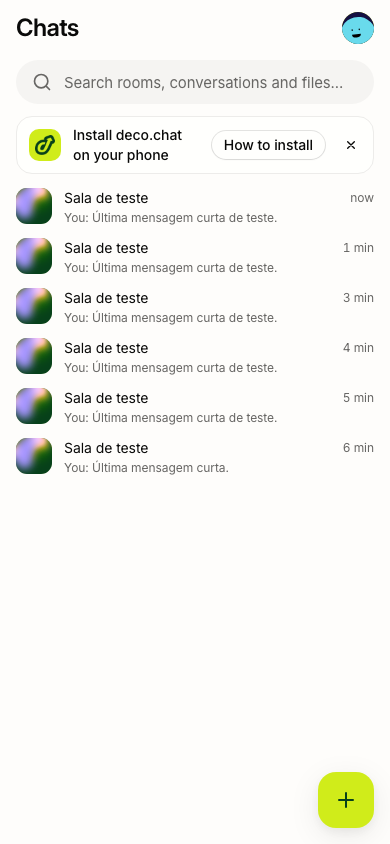 Chats
Search rooms, conversations and files...
Install deco.chat
on your phone
How to install
Sala de teste
now
You: Última mensagem curta de teste.
Sala de teste
1 min
You: Última mensagem curta de teste.
Sala de teste
3 min
You: Última mensagem curta de teste.
Sala de teste
4 min
You: Última mensagem curta de teste.
Sala de teste
5 min
You: Última mensagem curta de teste.
Sala de teste
6 min
You: Última mensagem curta.